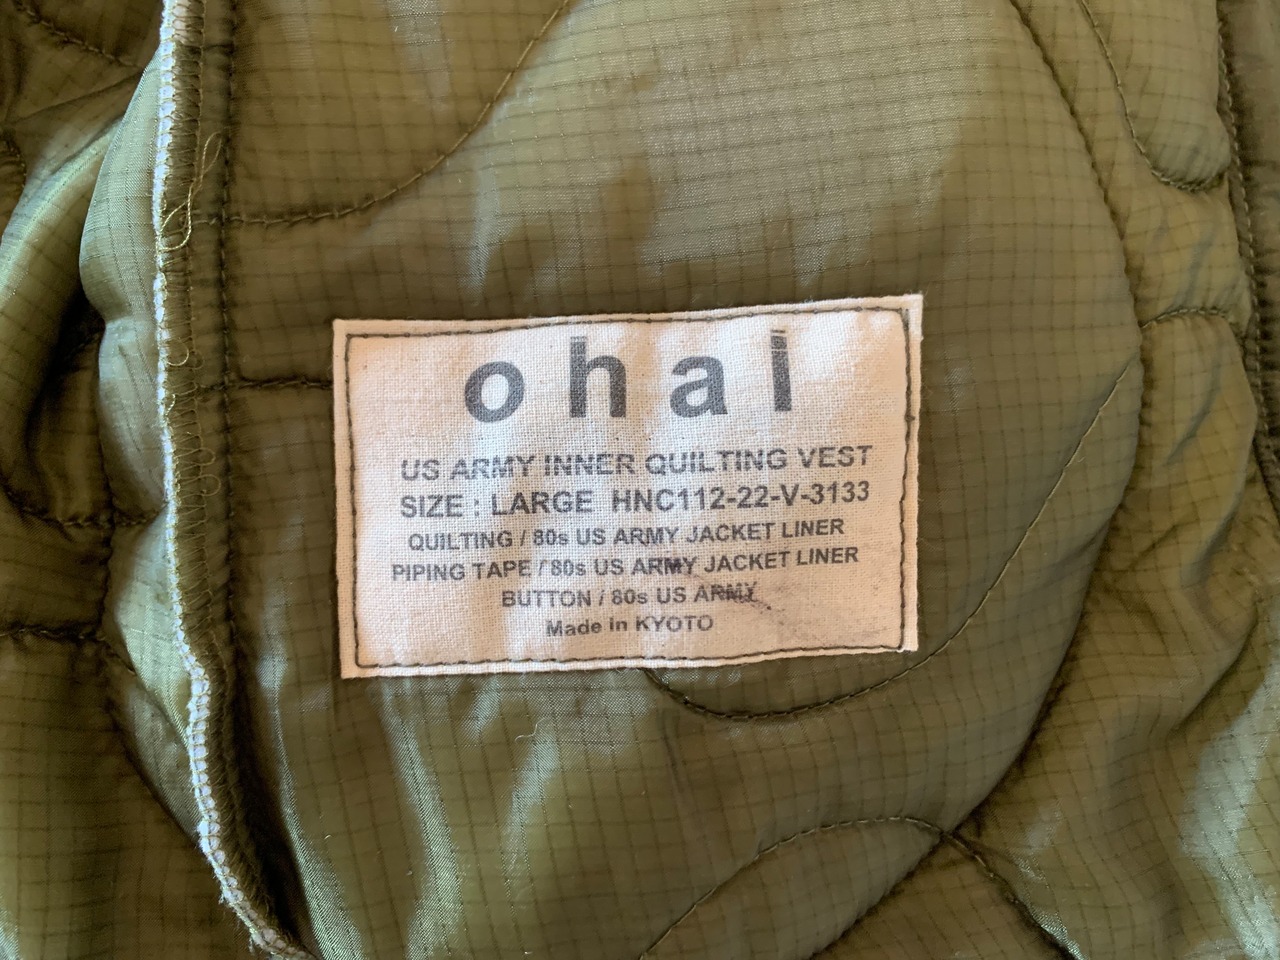 ohai
US ARMY INNER QUILTING VEST
SIZE : LARGE HNC112-22-V-3133
QUILTING / 80s US ARMY JACKET LINER
PIPING TAPE / 80s US ARMY JACKET LINER
BUTTON / 80s US ARMY
Made in KYOTO